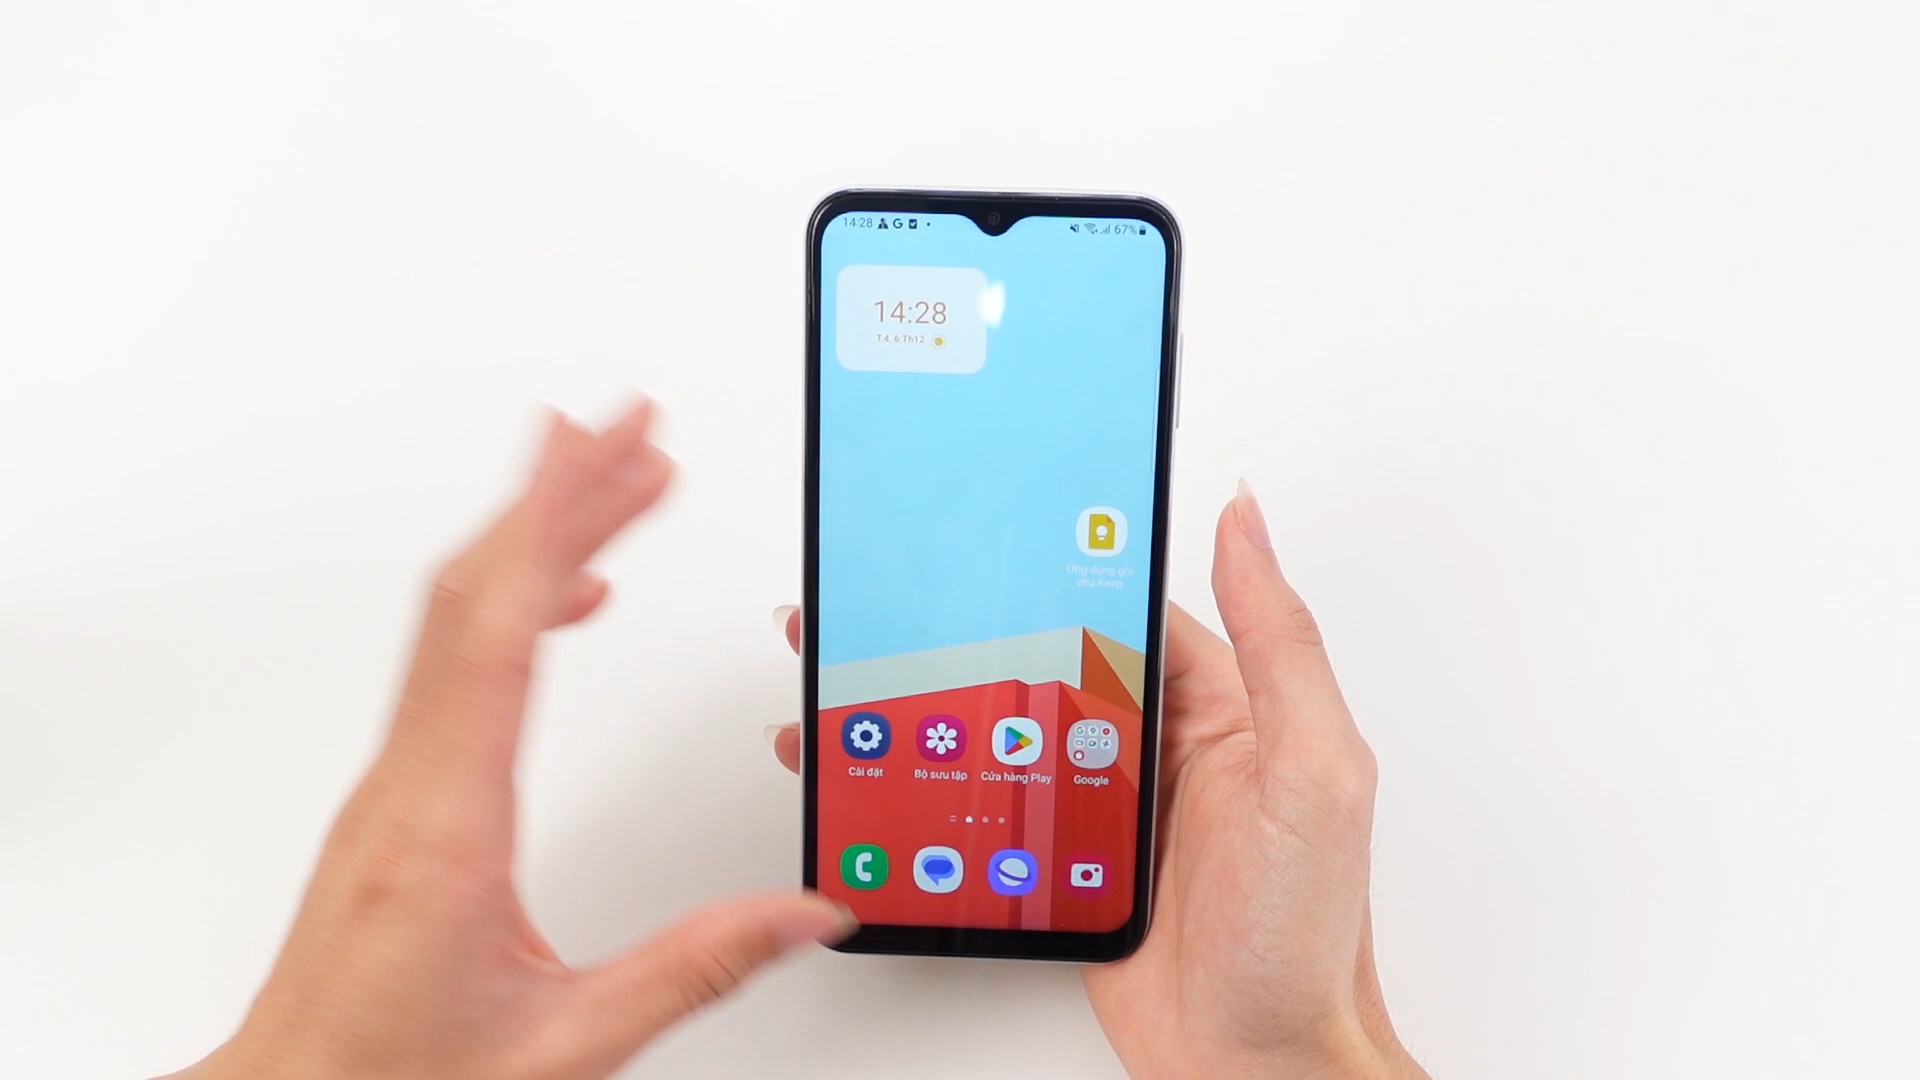 14:28
67%
14:28
T.4, 6 Th12
Ứng dụng ghi
chú Keep
Cài đặt
Bộ sưu tập
Cửa hàng Play
Google